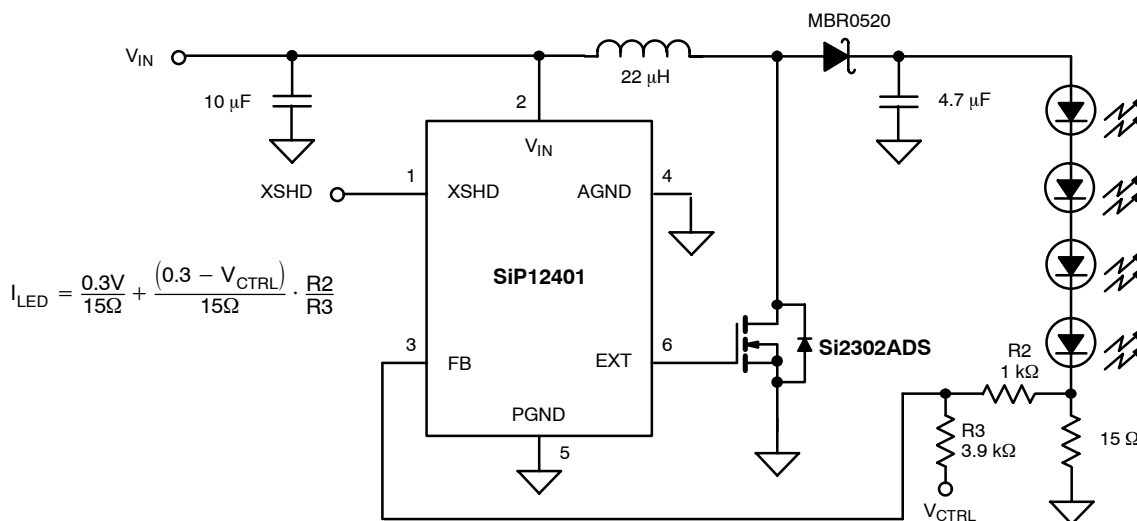 MBR0520
V_IN
22 μH
10 μF
4.7 μF
2
V_IN
XSHD
1
XSHD
AGND
4
SiP12401
I_LED = 0.3V/15Ω + (0.3 − V_CTRL)/15Ω · R2/R3
3
FB
EXT
6
Si2302ADS
PGND
5
R2
1 kΩ
R3
3.9 kΩ
15 Ω
V_CTRL